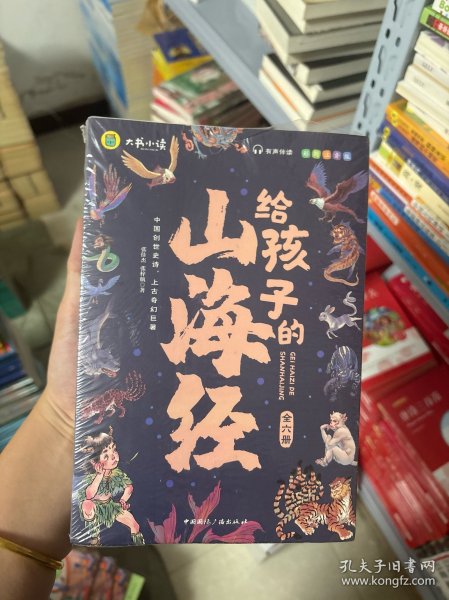 大书小读
有声伴读
给孩子的
山海经
GEI HAIZI DE
SHANHAIJING
全六册
中国创世史诗，上古奇幻巨著
中国国际广播出版社
孔夫子旧书网
www.kongfz.com